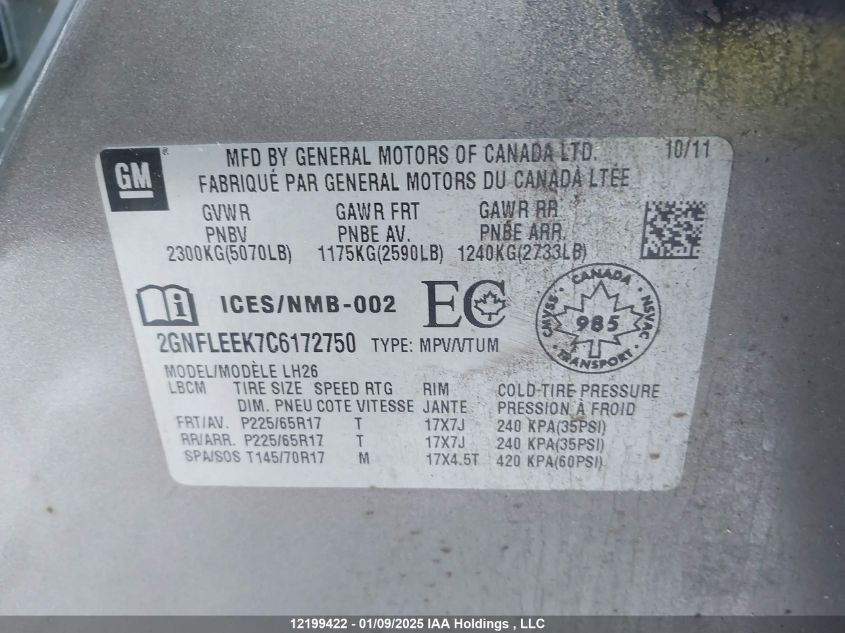 GM ®
MFD BY GENERAL MOTORS OF CANADA LTD. 10/11
FABRIQUÉ PAR GENERAL MOTORS DU CANADA LTÉE
GVWR GAWR FRT GAWR RR
PNBV PNBE AV. PNBE ARR.
2300KG(5070LB) 1175KG(2590LB) 1240KG(2733LB)
i ICES/NMB-002 EC
CANADA
CMVSS 985 NSVAC
TRANSPORT
2GNFLEEK7C6172750 TYPE: MPV/VTUM
MODEL/MODÈLE LH26
LBCM TIRE SIZE SPEED RTG RIM COLD TIRE PRESSURE
DIM. PNEU COTE VITESSE JANTE PRESSION À FROID
FRT/AV. P225/65R17 T 17X7J 240 KPA(35PSI)
RR/ARR. P225/65R17 T 17X7J 240 KPA(35PSI)
SPA/SOS T145/70R17 M 17X4.5T 420 KPA(60PSI)
12199422 - 01/09/2025 IAA Holdings , LLC